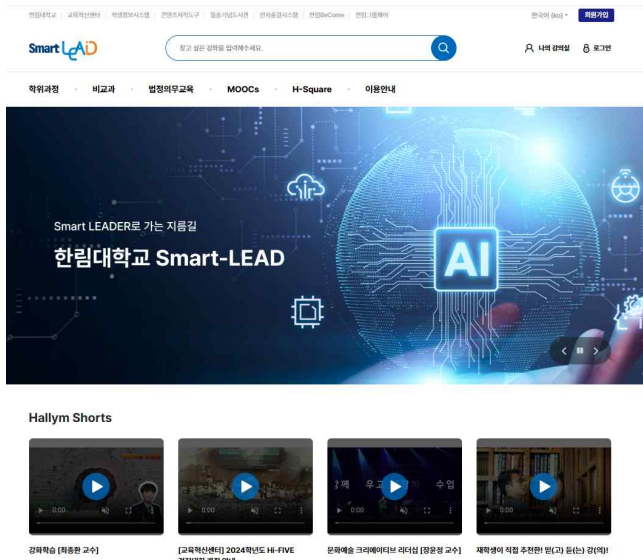 한림대학교 | 교육혁신센터 | 학생정보시스템 | 콘텐츠저작도구 | 일송기념도서관 | 전자출결시스템 | 한림BeCome | 한림그룹웨어
한국어 (ko)
회원가입
Smart LEAD
찾고 싶은 강좌를 입력해주세요.
나의 강의실
로그인
학위과정 · 비교과 · 법정의무교육 · MOOCs · H-Square · 이용안내
Smart LEADER로 가는 지름길
한림대학교 Smart-LEAD
AI
Hallym Shorts
0:00
0:00
함께 우고 수업
0:00
0:00
강화학습 [최종환 교수]
[교육혁신센터] 2024학년도 Hi-FIVE
문화예술 크리에이티브 리더십 [장윤정 교수]
재학생이 직접 추천한! 믿(고) 듣(는) 강(의)!